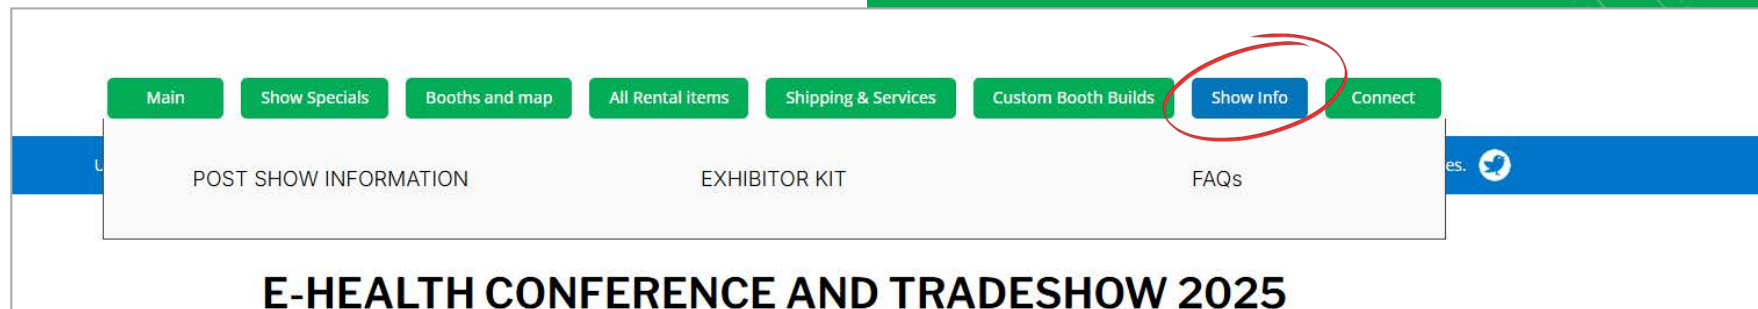 Main Show Specials Booths and map All Rental items Shipping & Services Custom Booth Builds Show Info Connect
es.
POST SHOW INFORMATION EXHIBITOR KIT FAQs
E-HEALTH CONFERENCE AND TRADESHOW 2025